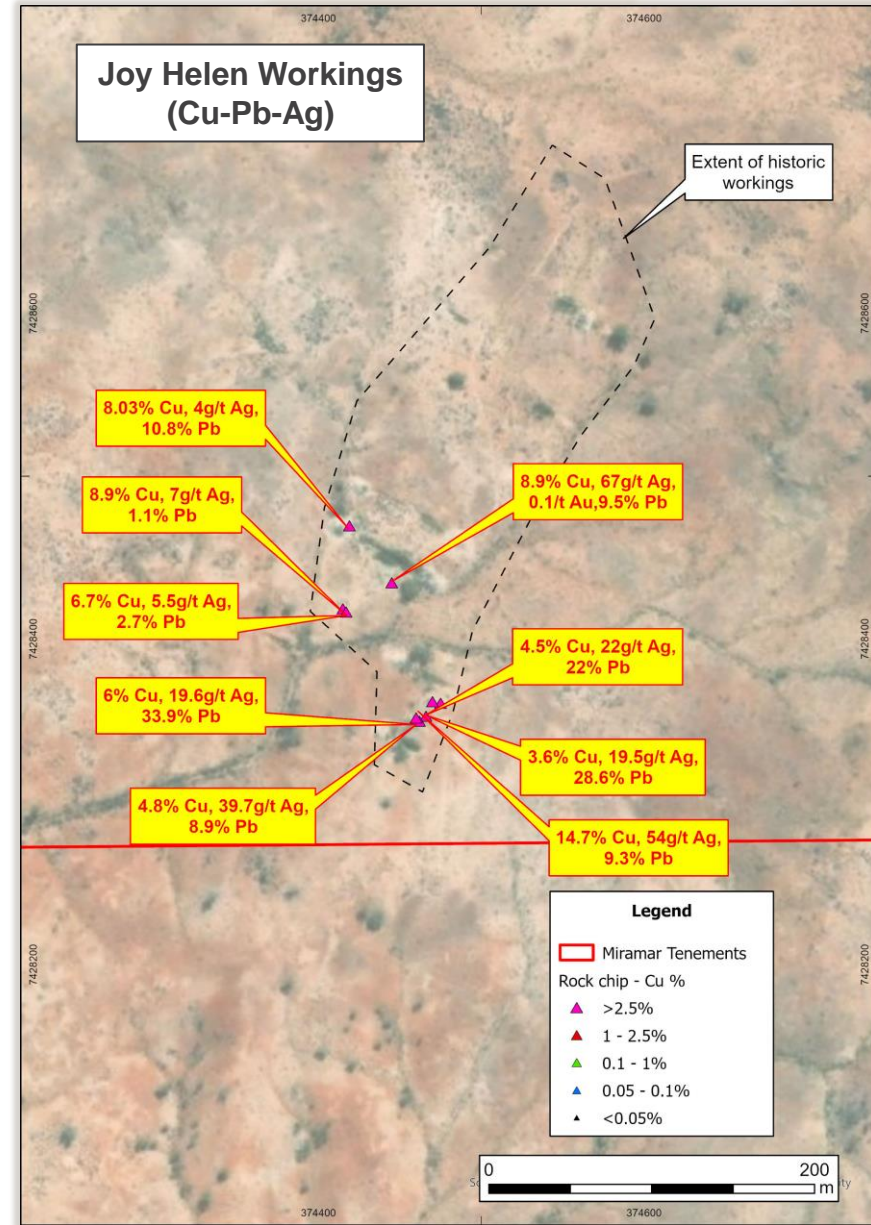 374400
374600
Joy Helen Workings
(Cu-Pb-Ag)
Extent of historic
workings
7428600
7428600
8.03% Cu, 4g/t Ag,
10.8% Pb
8.9% Cu, 7g/t Ag,
1.1% Pb
8.9% Cu, 67g/t Ag,
0.1/t Au,9.5% Pb
6.7% Cu, 5.5g/t Ag,
2.7% Pb
7428400
7428400
4.5% Cu, 22g/t Ag,
22% Pb
6% Cu, 19.6g/t Ag,
33.9% Pb
3.6% Cu, 19.5g/t Ag,
28.6% Pb
4.8% Cu, 39.7g/t Ag,
8.9% Pb
14.7% Cu, 54g/t Ag,
9.3% Pb
7428200
7428200
Legend
Miramar Tenements
Rock chip - Cu %
>2.5%
1 - 2.5%
0.1 - 1%
0.05 - 0.1%
<0.05%
0 200
m
374400
374600